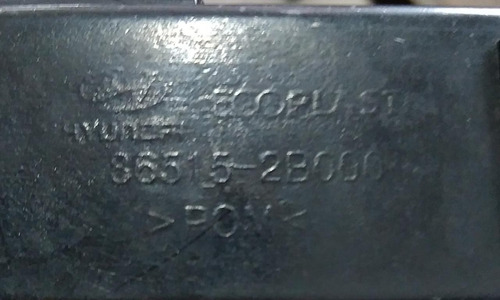 ECOPLAST
HYUNDAI
86515-2B000
>POM<